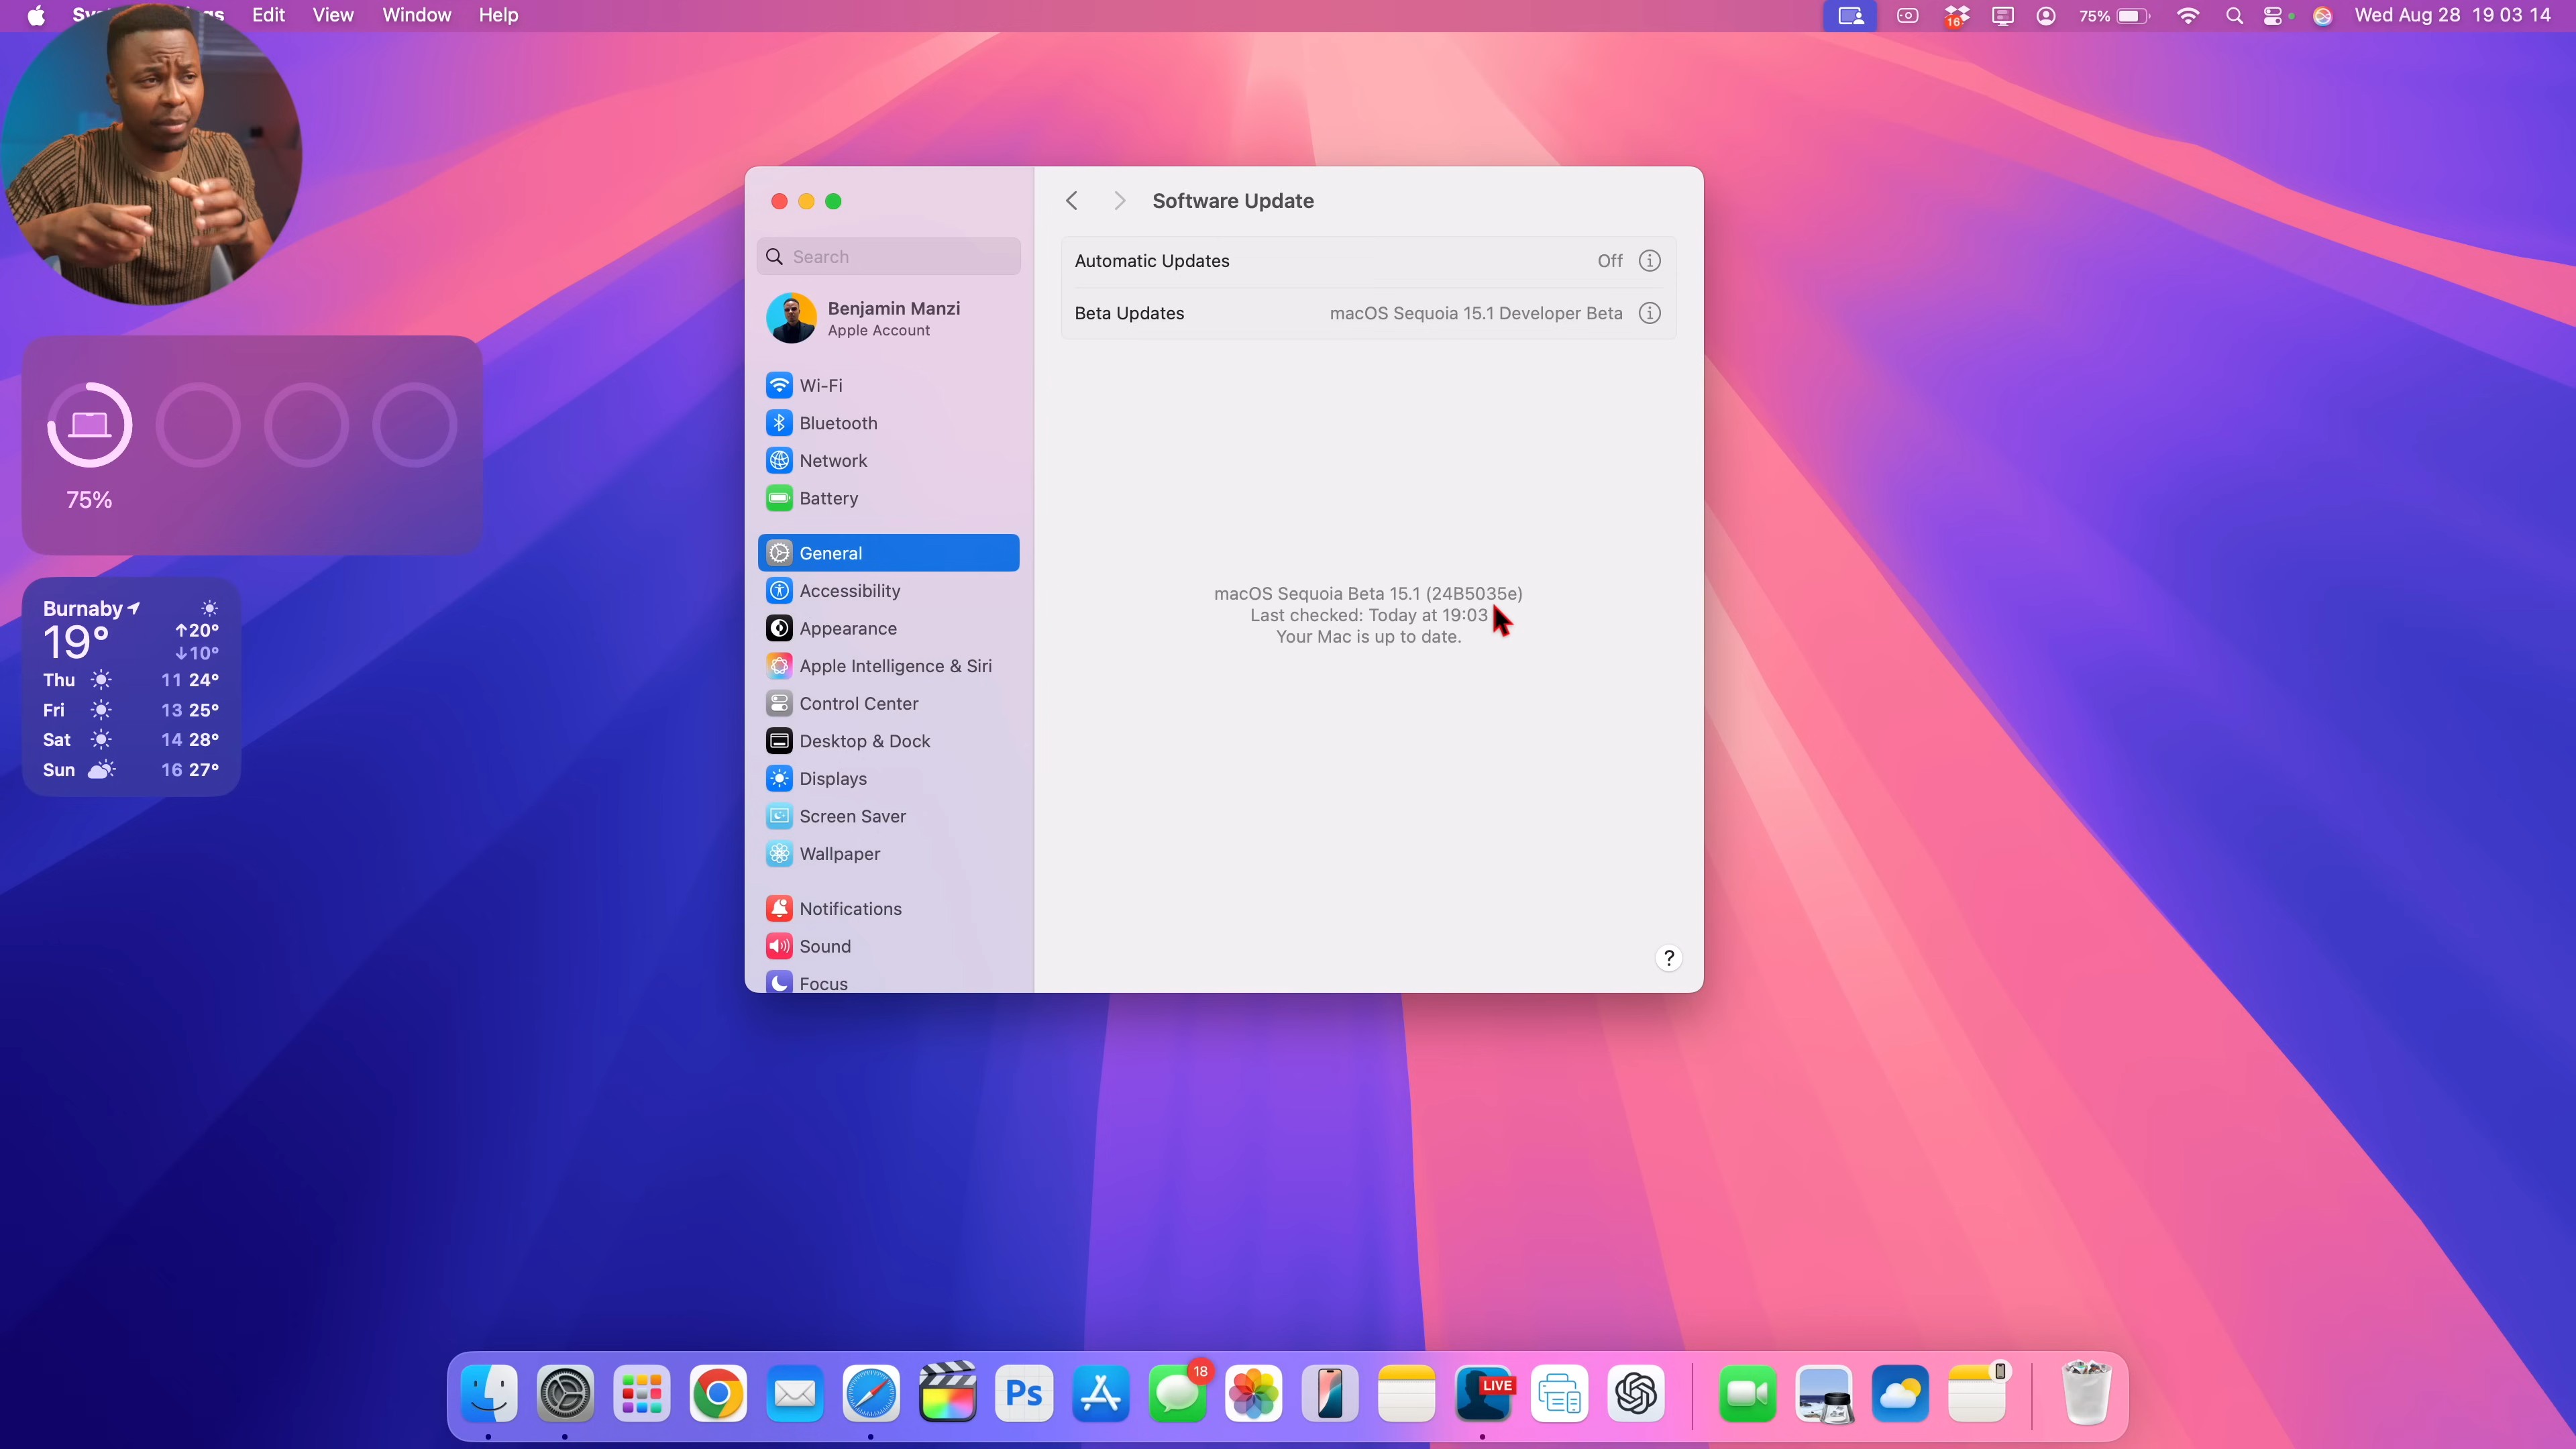 Edit View Window Help
16
75%
Wed Aug 28 19 03 14
75%
Burnaby
19°
↑20°
↓10°
Thu 11 24°
Fri 13 25°
Sat 14 28°
Sun 16 27°
Search
Benjamin Manzi
Apple Account
Wi-Fi
Bluetooth
Network
Battery
General
Accessibility
Appearance
Apple Intelligence & Siri
Control Center
Desktop & Dock
Displays
Screen Saver
Wallpaper
Notifications
Sound
Focus
Software Update
Automatic Updates Off
Beta Updates macOS Sequoia 15.1 Developer Beta
macOS Sequoia Beta 15.1 (24B5035e)
Last checked: Today at 19:03
Your Mac is up to date.
?
Ps
18
LIVE